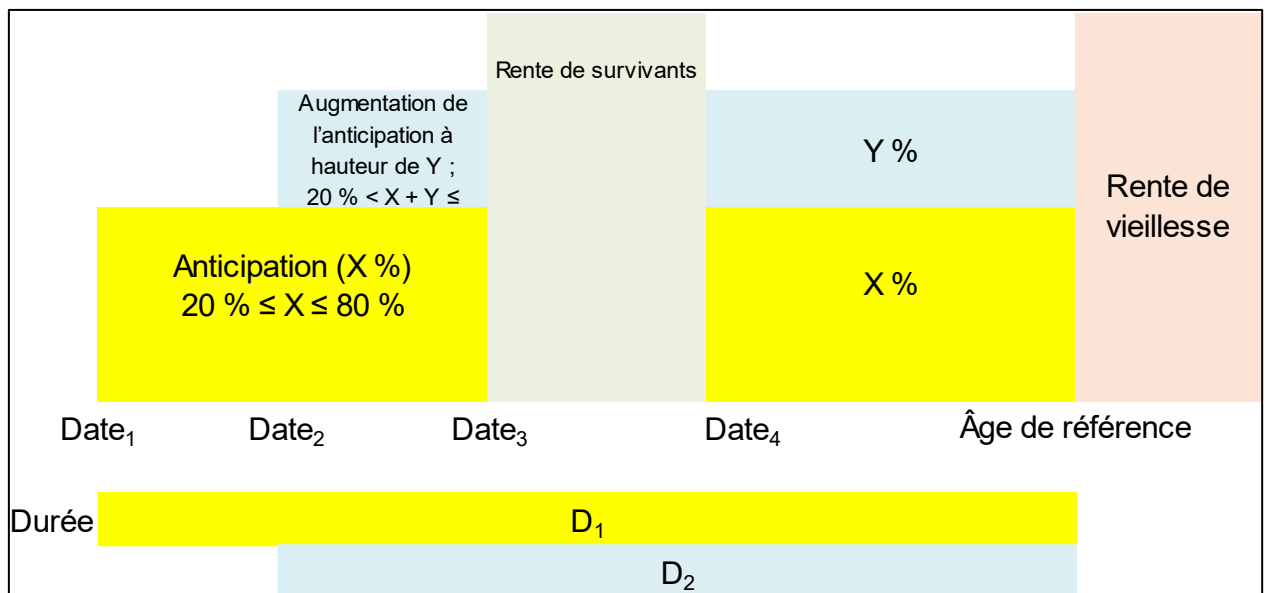 Rente de survivants
Augmentation de
l’anticipation à
hauteur de Y ;
20 % < X + Y ≤
Y %
Rente de
vieillesse
Anticipation (X %)
20 % ≤ X ≤ 80 %
X %
Date₁
Date₂
Date₃
Date₄
Âge de référence
Durée
D₁
D₂